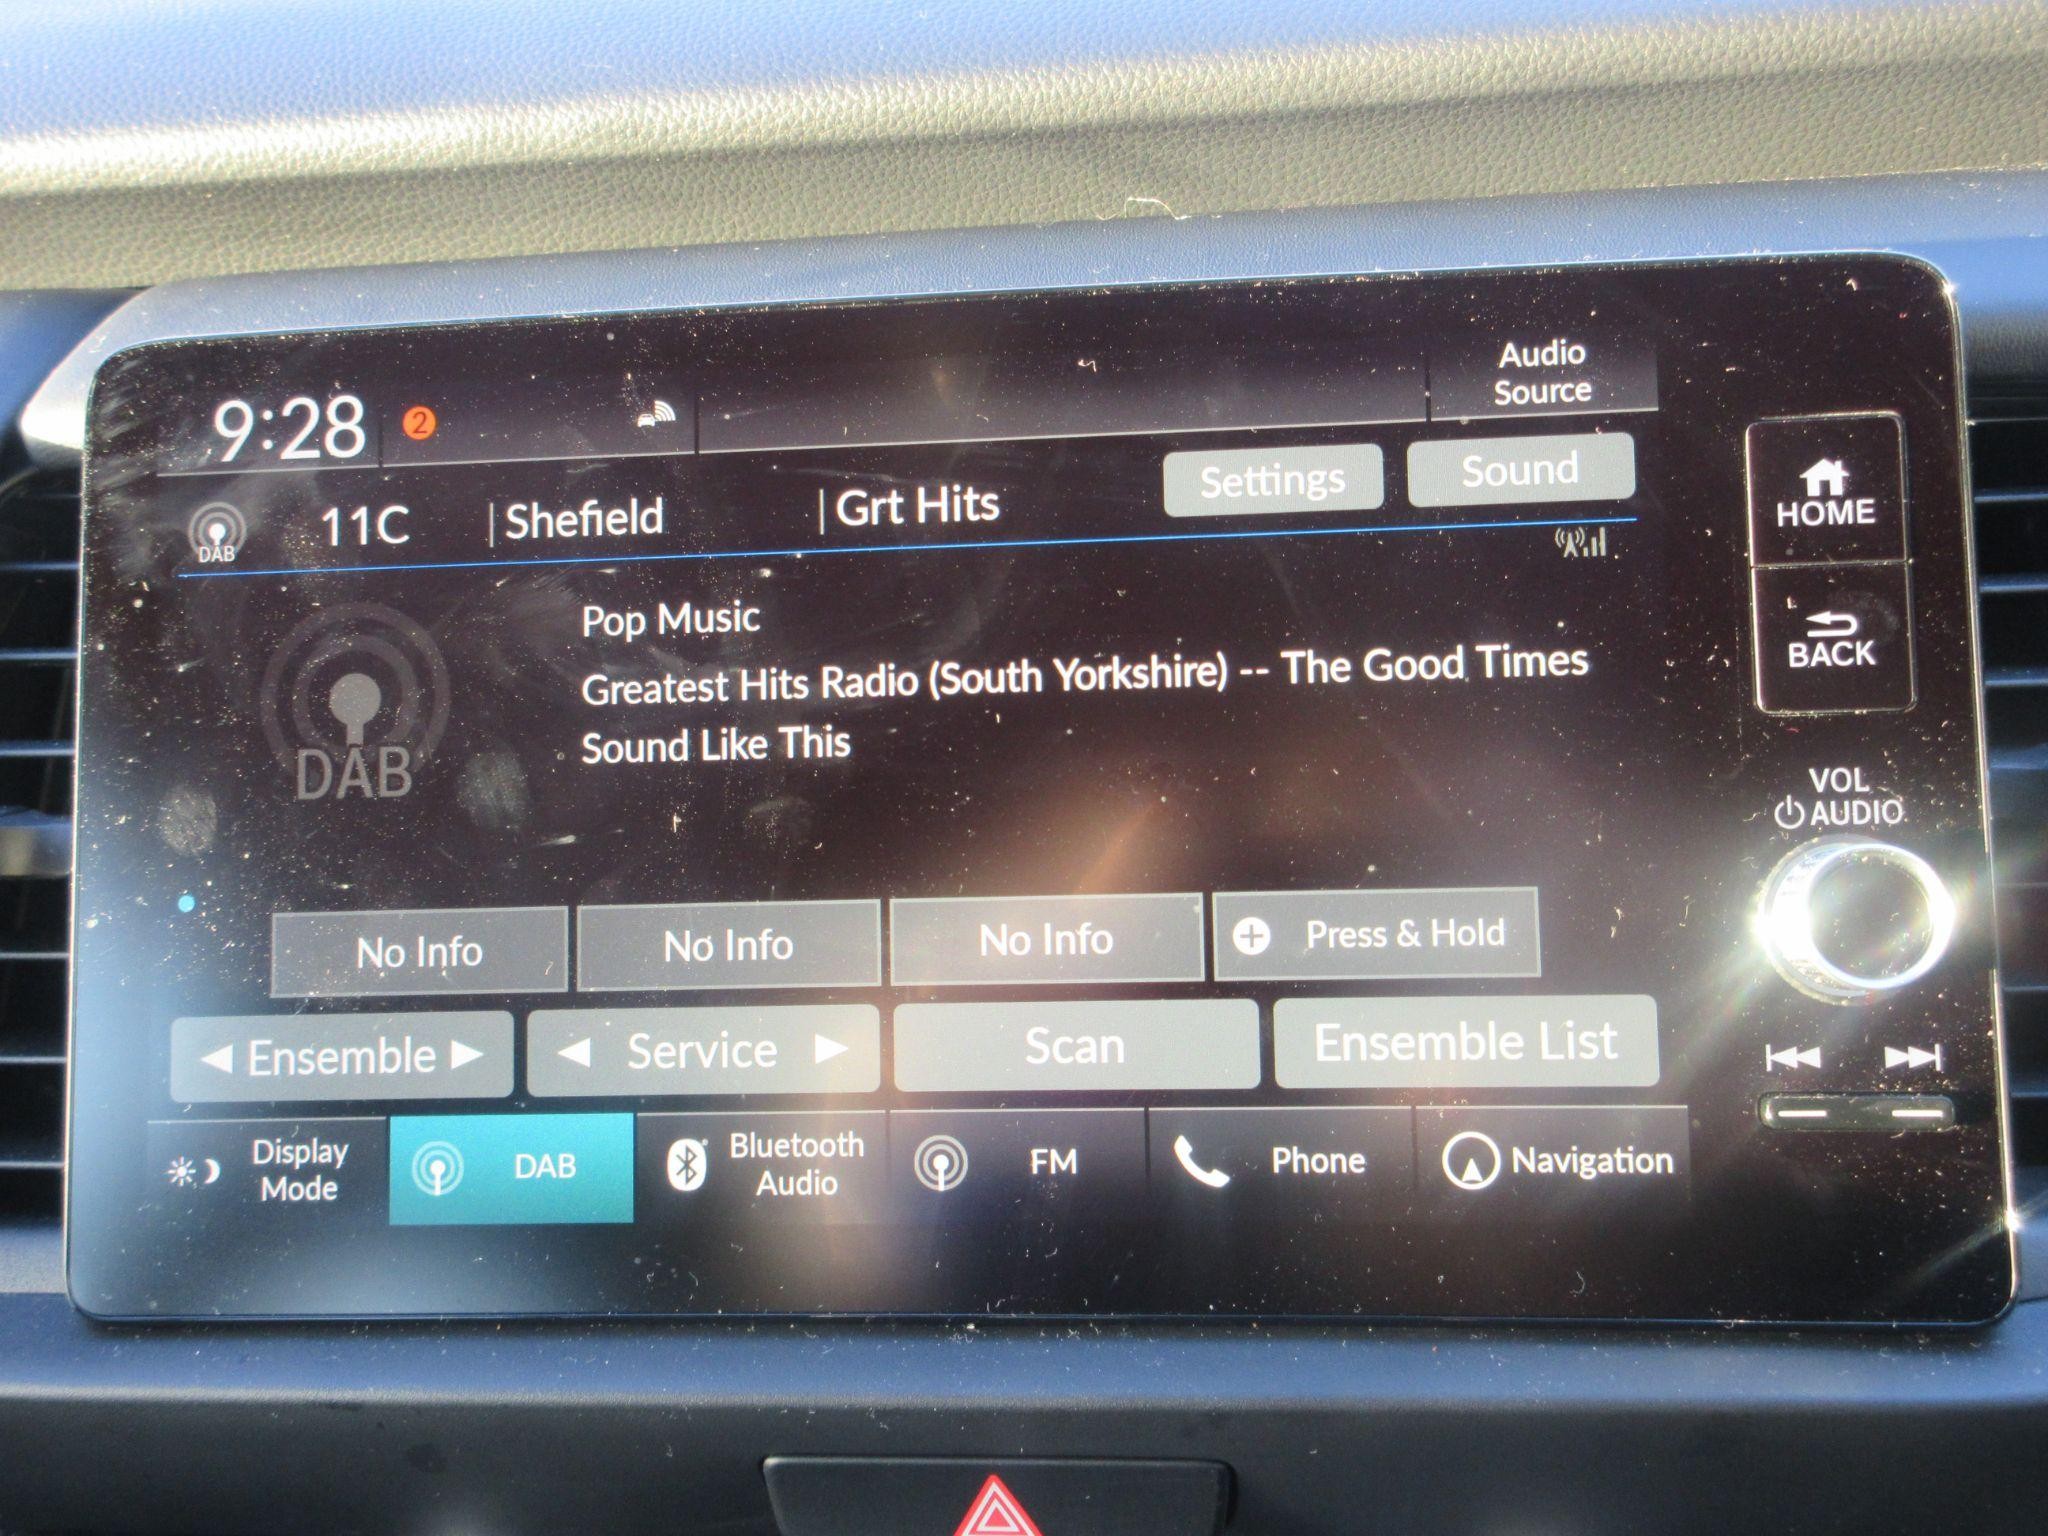 Audio
Source
9:28 2
Settings Sound
DAB 11C Shefield Grt Hits
HOME
Pop Music
Greatest Hits Radio (South Yorkshire) -- The Good Times
Sound Like This
BACK
DAB
VOL
AUDIO
No Info No Info No Info Press & Hold
Ensemble Service Scan Ensemble List
Display
Mode
DAB
Bluetooth
Audio
FM
Phone
Navigation